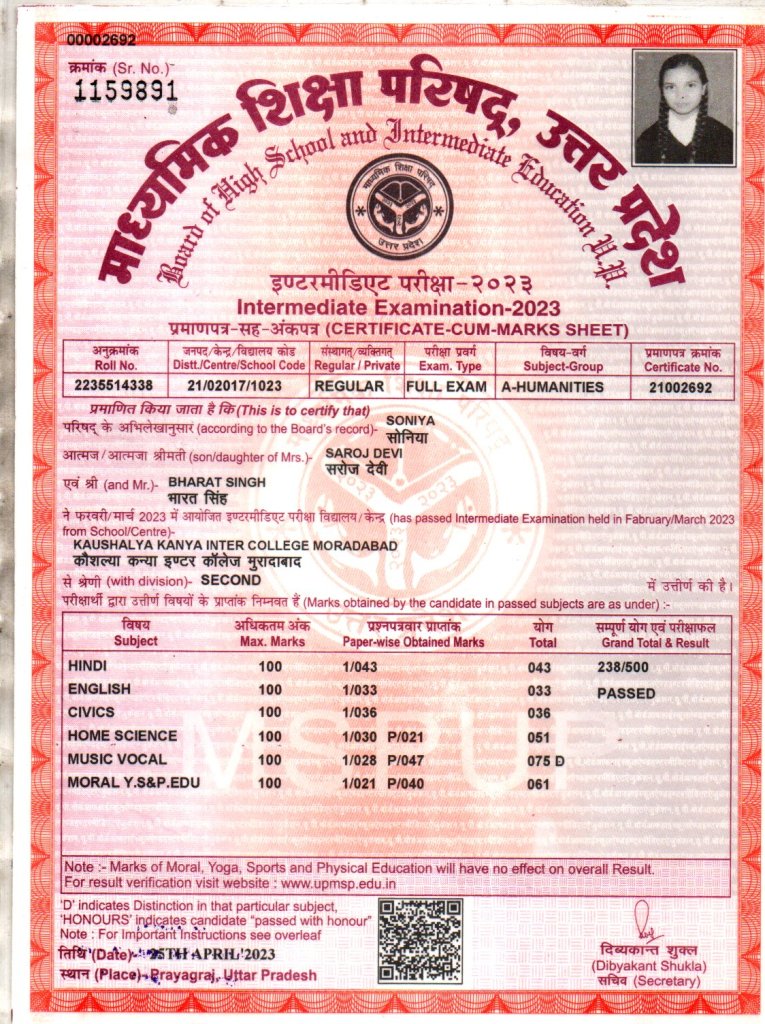 00002692
क्रमांक (Sr. No.)
1159891
माध्यमिक शिक्षा परिषद्, उत्तर प्रदेश
Board of High School and Intermediate Education U.P.
माध्यमिक शिक्षा परिषद
उत्तर प्रदेश
इण्टरमीडिएट परीक्षा-२०२३
Intermediate Examination-2023
प्रमाणपत्र-सह-अंकपत्र (CERTIFICATE-CUM-MARKS SHEET)
अनुक्रमांक जनपद/केन्द्र/विद्यालय कोड संस्थागत/व्यक्तिगत परीक्षा प्रवर्ग विषय-वर्ग प्रमाणपत्र क्रमांक
Roll No. Distt./Centre/School Code Regular / Private Exam. Type Subject-Group Certificate No.
2235514338 21/02017/1023 REGULAR FULL EXAM A-HUMANITIES 21002692
प्रमाणित किया जाता है कि (This is to certify that)
परिषद् के अभिलेखानुसार (according to the Board's record)- SONIYA
सोनिया
आत्मज/आत्मजा श्रीमती (son/daughter of Mrs.)- SAROJ DEVI
सरोज देवी
एवं श्री (and Mr.)- BHARAT SINGH
भारत सिंह
ने फरवरी/मार्च 2023 में आयोजित इण्टरमीडिएट परीक्षा विद्यालय/केन्द्र (has passed Intermediate Examination held in Fabruary/March 2023
from School/Centre)-
KAUSHALYA KANYA INTER COLLEGE MORADABAD
कौशल्या कन्या इण्टर कॉलेज मुरादाबाद
से श्रेणी (with division)- SECOND में उत्तीर्ण की है।
परीक्षार्थी द्वारा उत्तीर्ण विषयों के प्राप्तांक निम्नवत हैं (Marks obtained by the candidate in passed subjects are as under) :-
विषय अधिकतम अंक प्रश्नपत्रवार प्राप्तांक योग सम्पूर्ण योग एवं परीक्षाफल
Subject Max. Marks Paper-wise Obtained Marks Total Grand Total & Result
HINDI 100 1/043 043 238/500
ENGLISH 100 1/033 033 PASSED
CIVICS 100 1/036 036
HOME SCIENCE 100 1/030 P/021 051
MUSIC VOCAL 100 1/028 P/047 075 D
MORAL Y.S&P.EDU 100 1/021 P/040 061
MSPUP
Note :- Marks of Moral, Yoga, Sports and Physical Education will have no effect on overall Result.
For result verification visit website : www.upmsp.edu.in
'D' indicates Distinction in that particular subject,
'HONOURS' indicates candidate "passed with honour"
Note : For Important Instructions see overleaf
तिथि (Date)- 25TH APRIL 2023
स्थान (Place)- Prayagraj, Uttar Pradesh
दिब्यकान्त शुक्ल
(Dibyakant Shukla)
सचिव (Secretary)